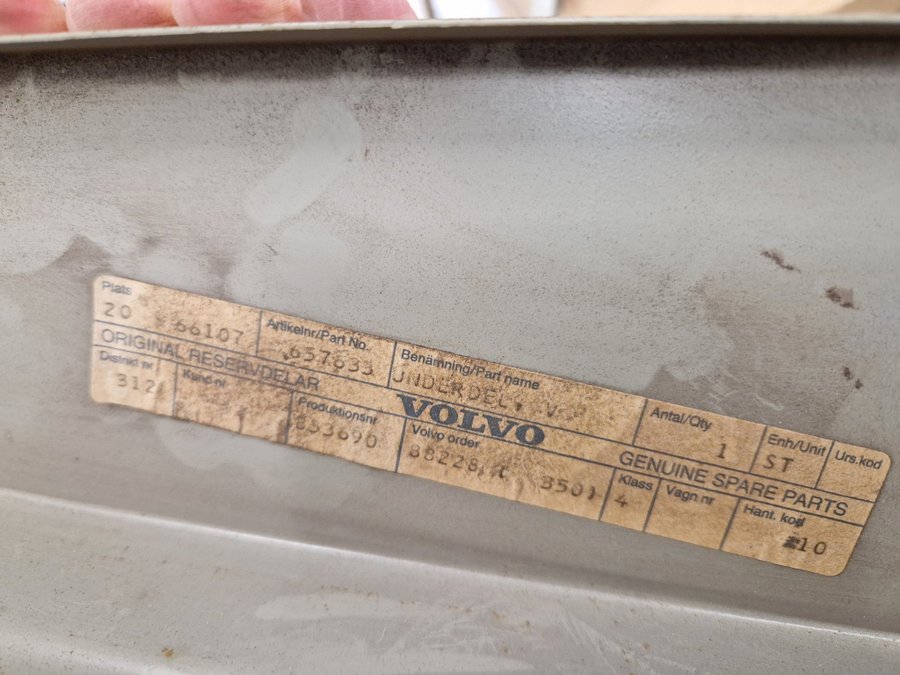 Plats
20 66107
Artikelnr/Part No.
657633
Benämning/Part name
UNDERDEL, V
Antal/Qty
1
Enh/Unit
ST
Urs.kod
ORIGINAL RESERVDELAR
VOLVO
GENUINE SPARE PARTS
Distrikt nr
312
Kund nr
Produktionsnr
853690
Volvo order
3501
Klass
4
Vagn nr
Hant. kod
10